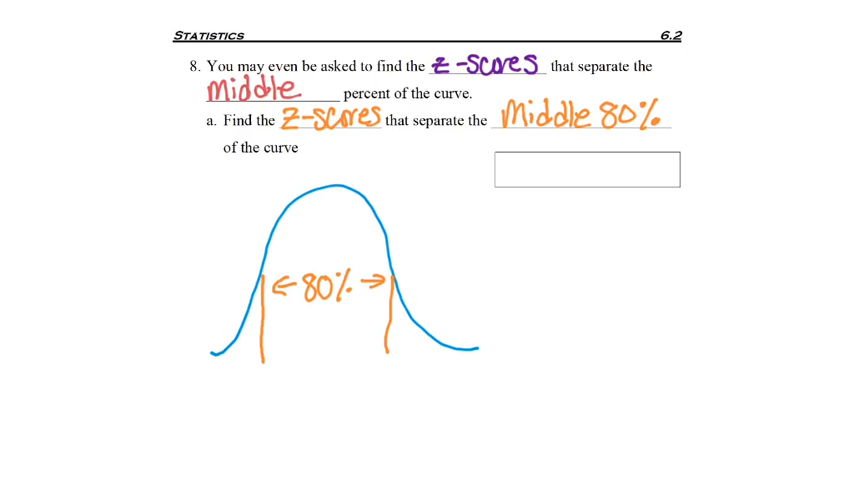 STATISTICS 6.2
8. You may even be asked to find the z-scores that separate the
middle percent of the curve.
a. Find the z-scores that separate the Middle 80%
of the curve
← 80% →